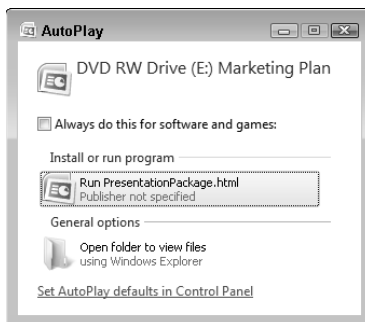 AutoPlay
DVD RW Drive (E:) Marketing Plan
Always do this for software and games:
Install or run program
Run PresentationPackage.html
Publisher not specified
General options
Open folder to view files
using Windows Explorer
Set AutoPlay defaults in Control Panel